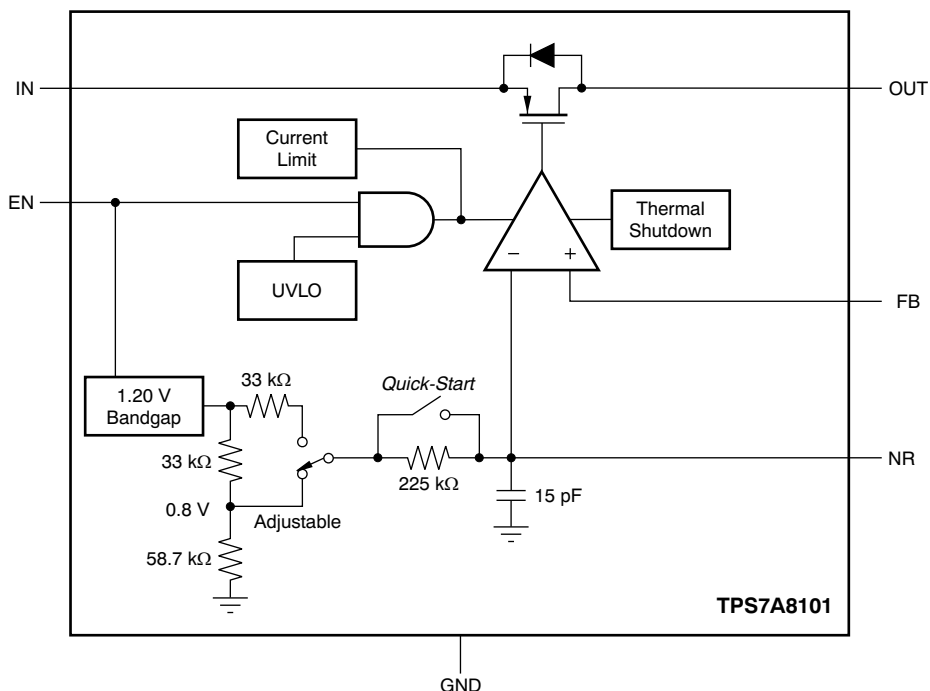 IN
OUT
Current
Limit
EN
Thermal
Shutdown
UVLO
−
+
FB
1.20 V
Bandgap
33 kΩ
Quick-Start
33 kΩ
225 kΩ
NR
15 pF
0.8 V
Adjustable
58.7 kΩ
TPS7A8101
GND